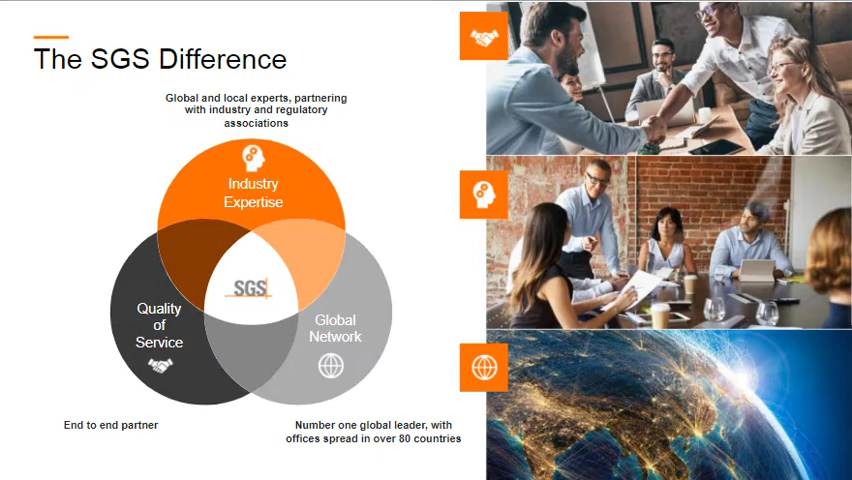 The SGS Difference
Global and local experts, partnering
with industry and regulatory
associations
Industry
Expertise
SGS
Quality
of
Service
Global
Network
End to end partner
Number one global leader, with
offices spread in over 80 countries